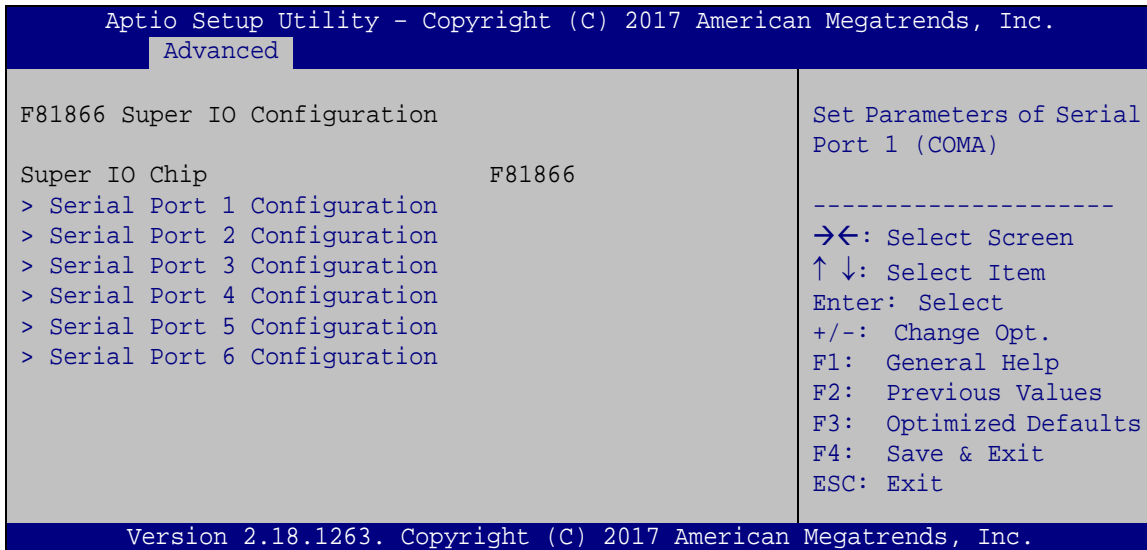 Aptio Setup Utility – Copyright (C) 2017 American Megatrends, Inc.
Advanced
F81866 Super IO Configuration
Super IO Chip F81866
> Serial Port 1 Configuration
> Serial Port 2 Configuration
> Serial Port 3 Configuration
> Serial Port 4 Configuration
> Serial Port 5 Configuration
> Serial Port 6 Configuration
Set Parameters of Serial
Port 1 (COMA)
---------------------
→←: Select Screen
↑ ↓: Select Item
Enter: Select
+/-: Change Opt.
F1: General Help
F2: Previous Values
F3: Optimized Defaults
F4: Save & Exit
ESC: Exit
Version 2.18.1263. Copyright (C) 2017 American Megatrends, Inc.